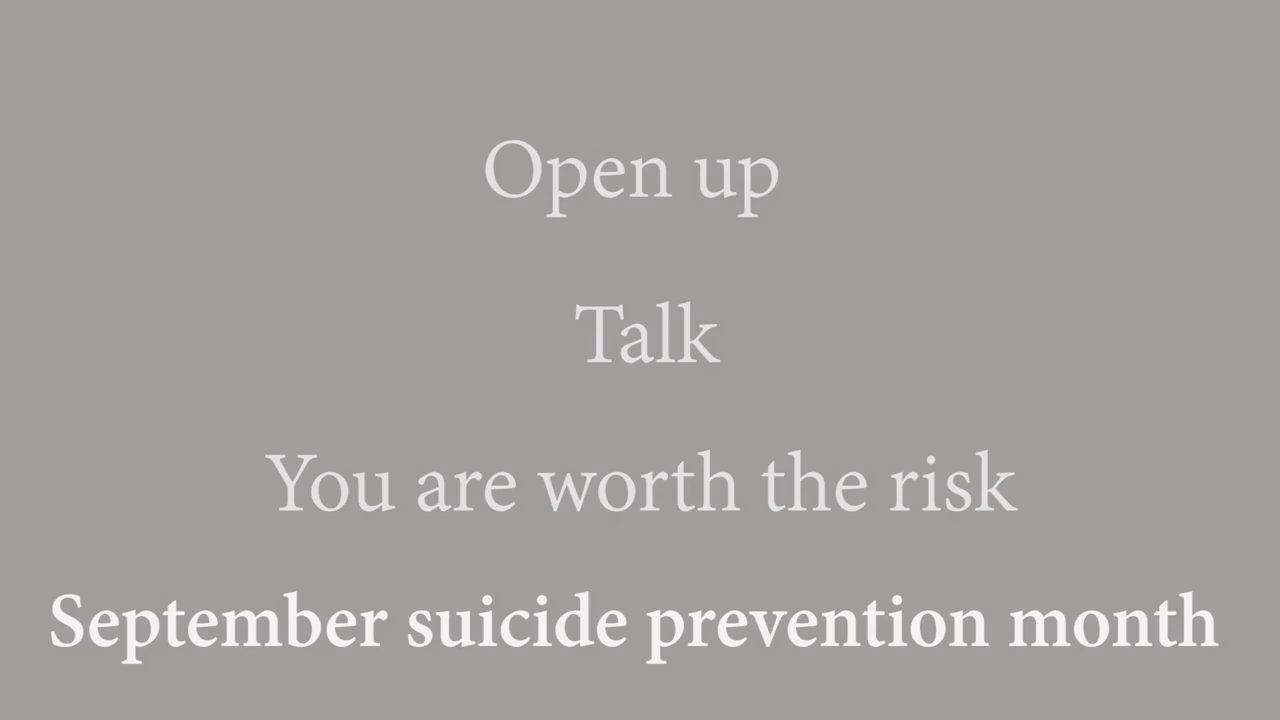 Open up
Talk
You are worth the risk
September suicide prevention month